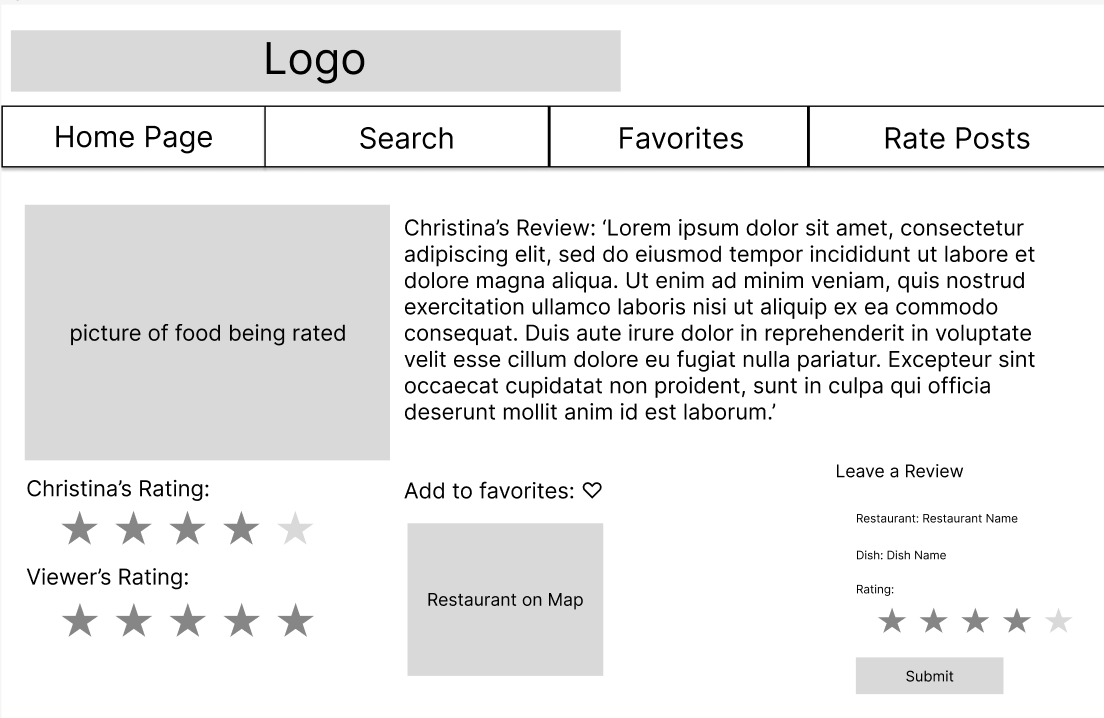 Logo
Home Page
Search
Favorites
Rate Posts
picture of food being rated
Christina’s Review: ‘Lorem ipsum dolor sit amet, consectetur
adipiscing elit, sed do eiusmod tempor incididunt ut labore et
dolore magna aliqua. Ut enim ad minim veniam, quis nostrud
exercitation ullamco laboris nisi ut aliquip ex ea commodo
consequat. Duis aute irure dolor in reprehenderit in voluptate
velit esse cillum dolore eu fugiat nulla pariatur. Excepteur sint
occaecat cupidatat non proident, sunt in culpa qui officia
deserunt mollit anim id est laborum.’
Christina’s Rating:
Viewer’s Rating:
Add to favorites: ♡
Restaurant on Map
Leave a Review
Restaurant: Restaurant Name
Dish: Dish Name
Rating:
Submit